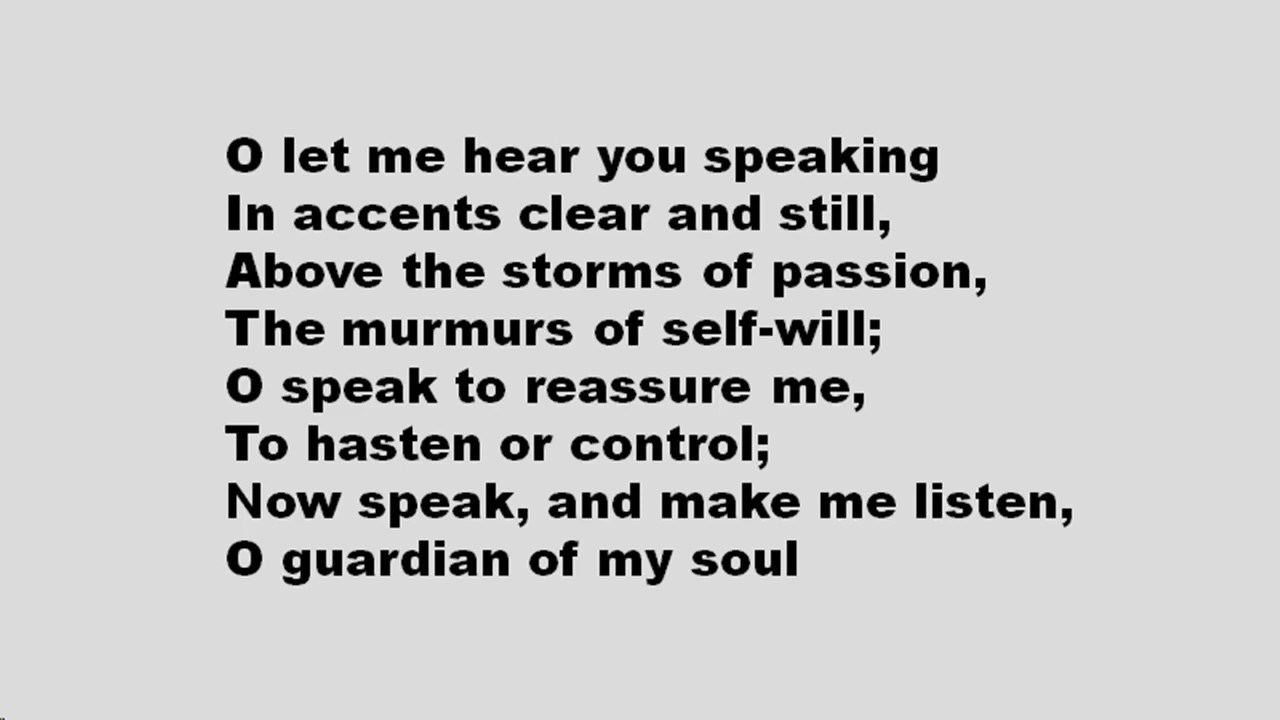 O let me hear you speaking
In accents clear and still,
Above the storms of passion,
The murmurs of self-will;
O speak to reassure me,
To hasten or control;
Now speak, and make me listen,
O guardian of my soul